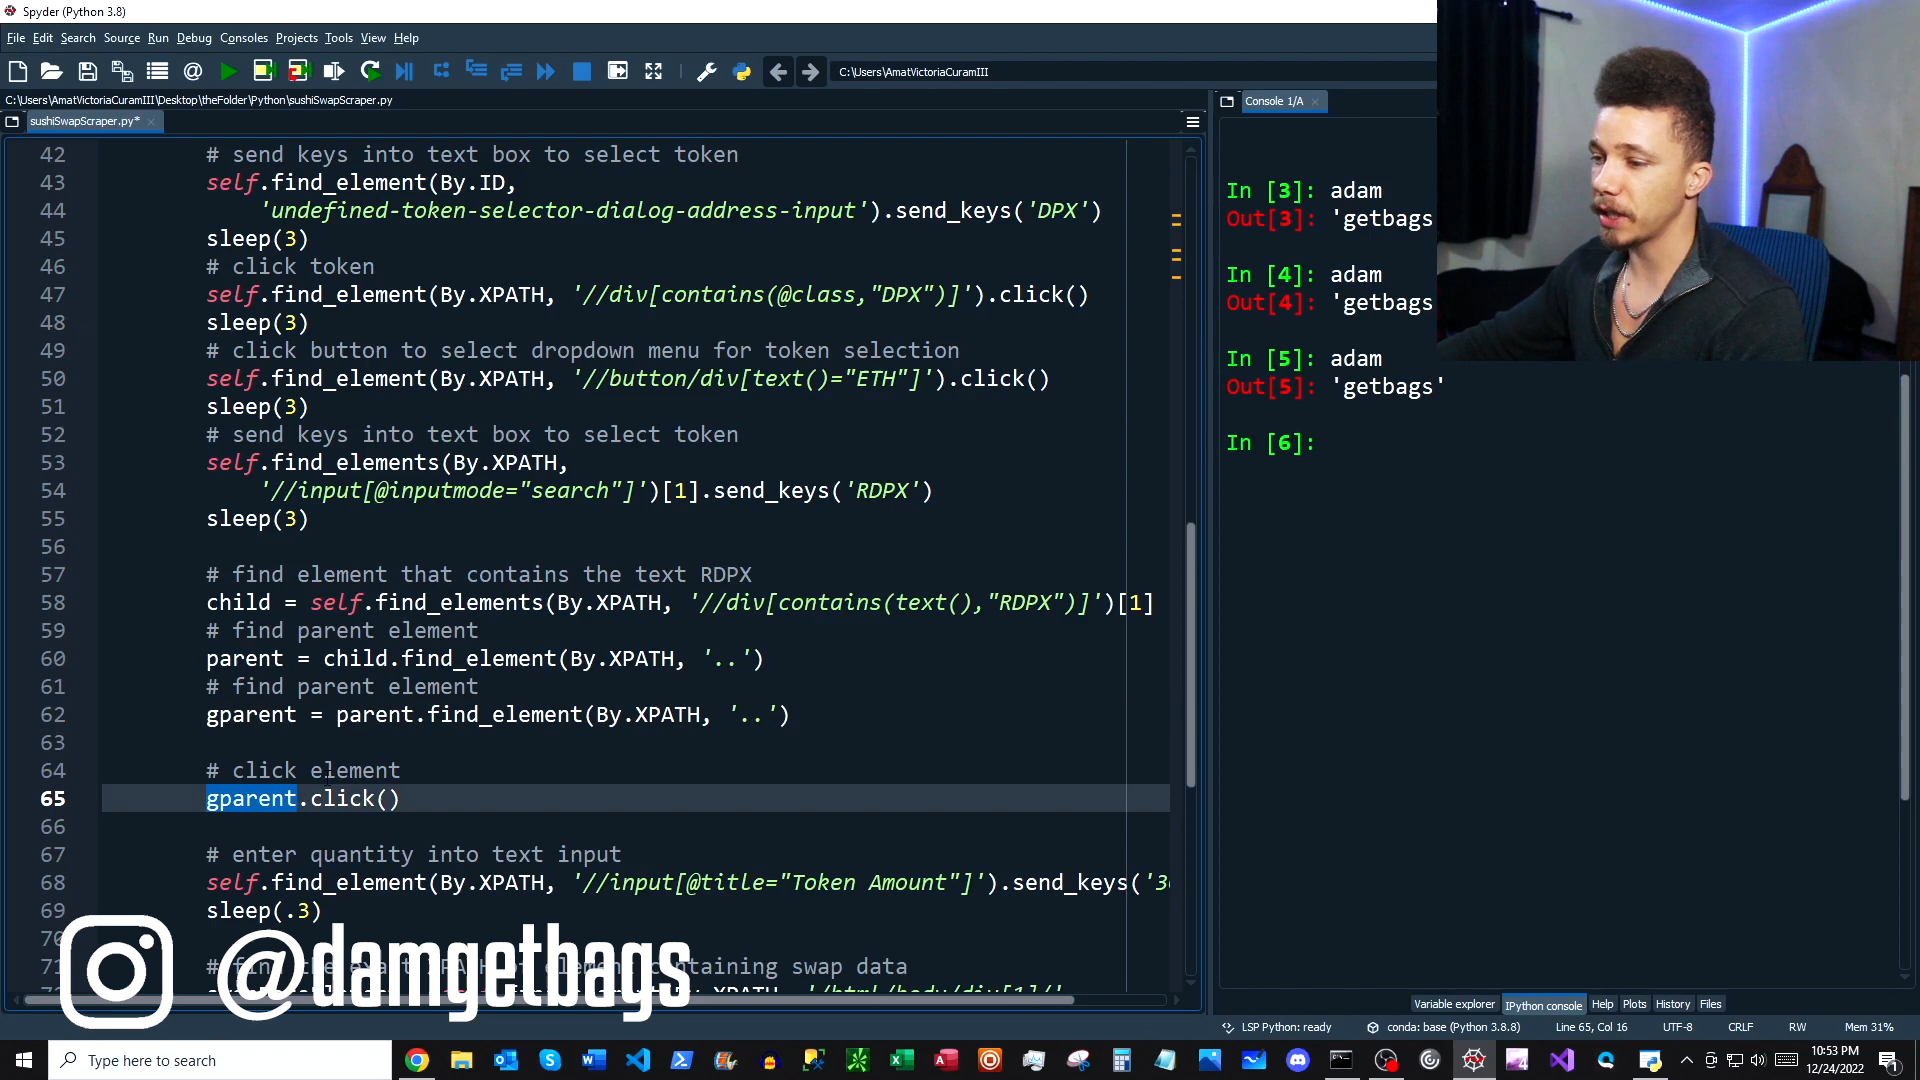 Spyder (Python 3.8)
File Edit Search Source Run Debug Consoles Projects Tools View Help
C:\Users\AmatVictoriaCuramIII
C:\Users\AmatVictoriaCuramIII\Desktop\theFolder\Python\sushiSwapScraper.py
sushiSwapScraper.py*
Console 1/A
42 # send keys into text box to select token
43 self.find_element(By.ID,
44 'undefined-token-selector-dialog-address-input').send_keys('DPX')
45 sleep(3)
46 # click token
47 self.find_element(By.XPATH, '//div[contains(@class,"DPX")]').click()
48 sleep(3)
49 # click button to select dropdown menu for token selection
50 self.find_element(By.XPATH, '//button/div[text()="ETH"]').click()
51 sleep(3)
52 # send keys into text box to select token
53 self.find_elements(By.XPATH,
54 '//input[@inputmode="search"]')[1].send_keys('RDPX')
55 sleep(3)
56
57 # find element that contains the text RDPX
58 child = self.find_elements(By.XPATH, '//div[contains(text(),"RDPX")]')[1]
59 # find parent element
60 parent = child.find_element(By.XPATH, '..')
61 # find parent element
62 gparent = parent.find_element(By.XPATH, '..')
63
64 # click element
65 gparent.click()
66
67 # enter quantity into text input
68 self.find_element(By.XPATH, '//input[@title="Token Amount"]').send_keys('3
69 sleep(.3)
70
71 # find the exact XPATH of element containing swap data
In [3]: adam
Out[3]: 'getbags
In [4]: adam
Out[4]: 'getbags
In [5]: adam
Out[5]: 'getbags'
In [6]:
@damgetbags
Variable explorer IPython console Help Plots History Files
LSP Python: ready conda: base (Python 3.8.8) Line 65, Col 16 UTF-8 CRLF RW Mem 31%
Type here to search
10:53 PM
12/24/2022